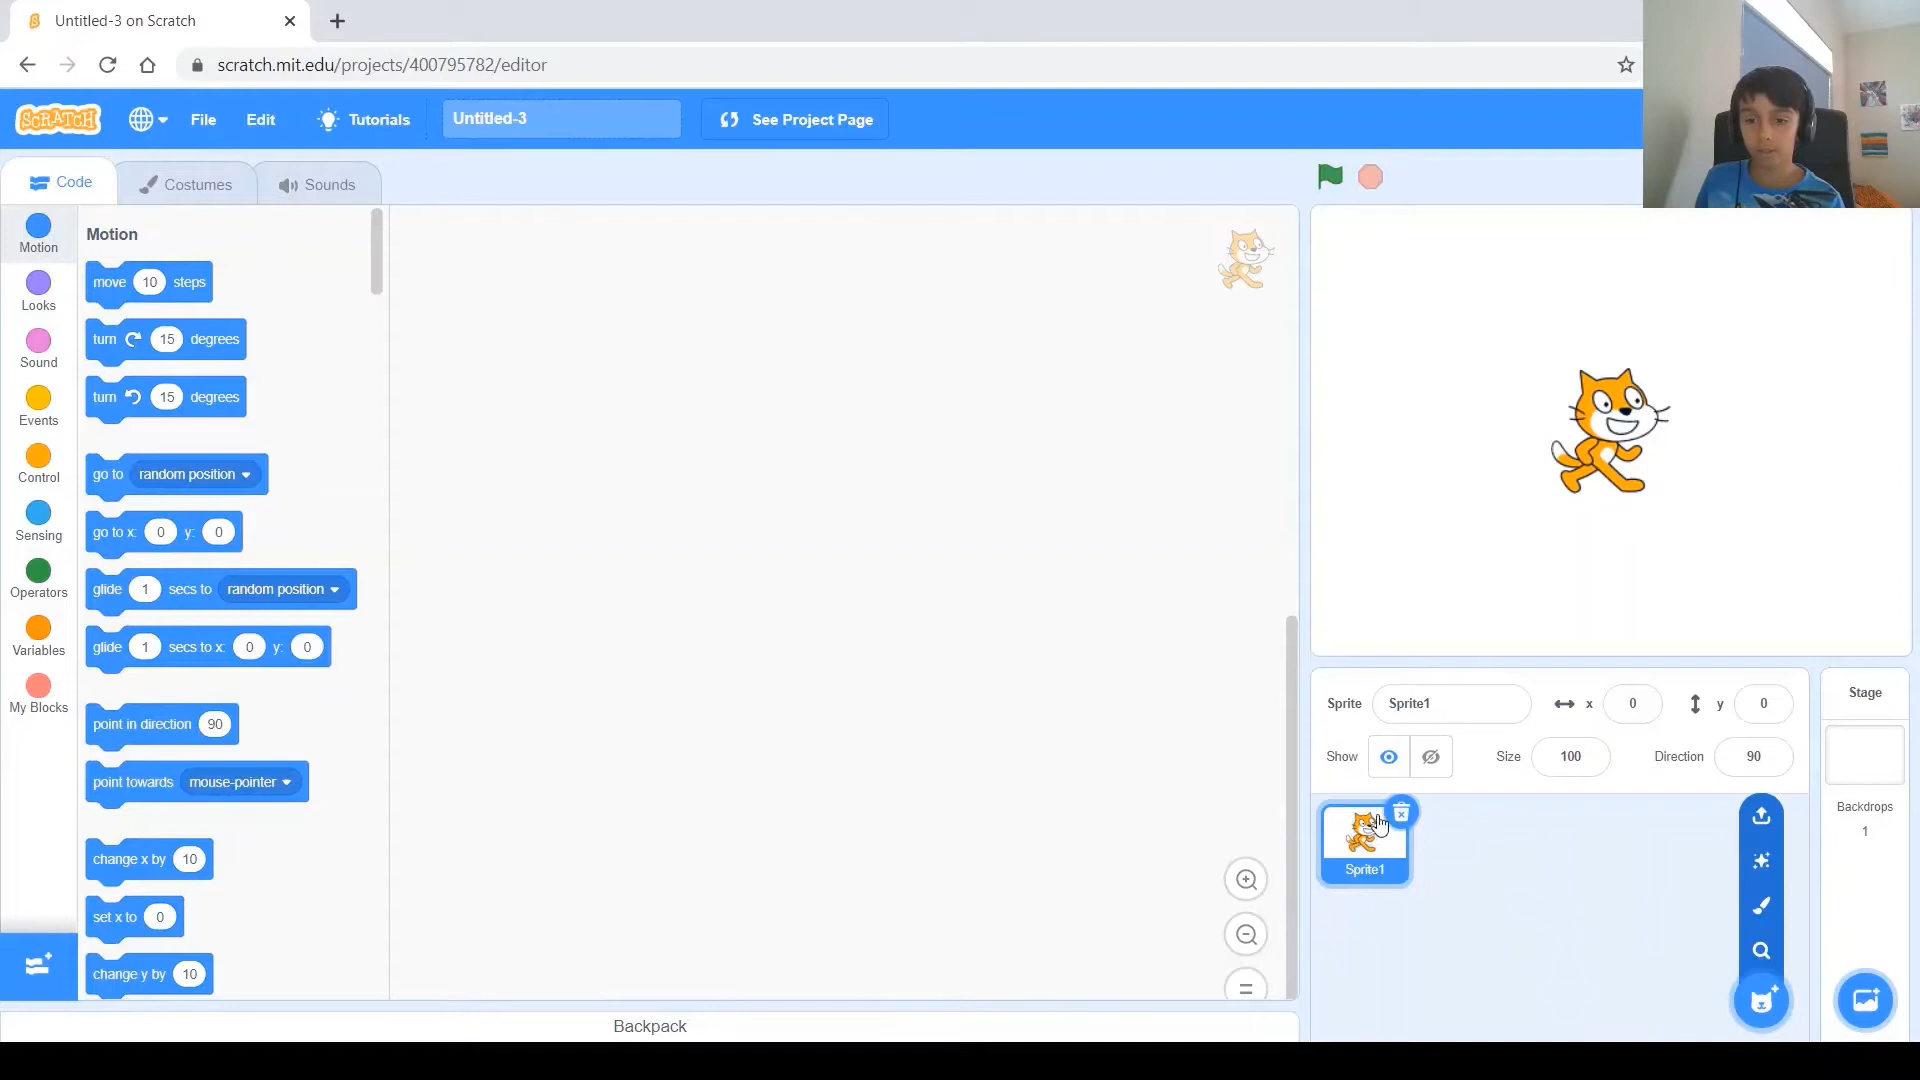 Untitled-3 on Scratch
scratch.mit.edu/projects/400795782/editor
SCRATCH
File
Edit
Tutorials
Untitled-3
See Project Page
Code
Costumes
Sounds
Motion
Looks
Sound
Events
Control
Sensing
Operators
Variables
My Blocks
Motion
move 10 steps
turn 15 degrees
turn 15 degrees
go to random position
go to x: 0 y: 0
glide 1 secs to random position
glide 1 secs to x: 0 y: 0
point in direction 90
point towards mouse-pointer
change x by 10
set x to 0
change y by 10
Backpack
Sprite Sprite1 x 0 y 0
Show Size 100 Direction 90
Sprite1
Stage
Backdrops
1